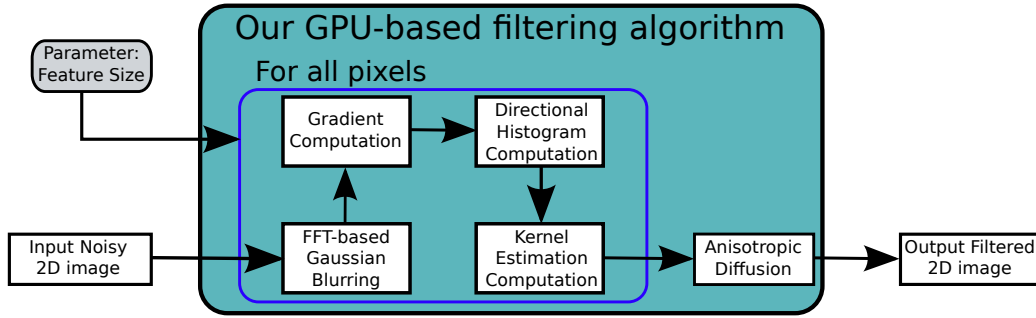 Our GPU-based filtering algorithm
Parameter:
Feature Size
For all pixels
Gradient
Computation
Directional
Histogram
Computation
Input Noisy
2D image
FFT-based
Gaussian
Blurring
Kernel
Estimation
Computation
Anisotropic
Diffusion
Output Filtered
2D image